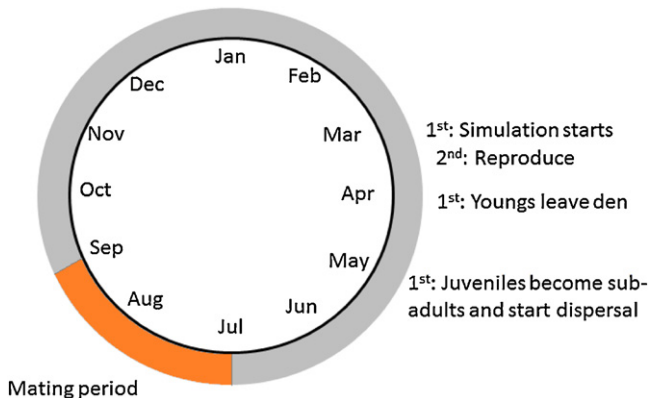 Jan
Dec
Feb
Nov
Mar
1st: Simulation starts
2nd: Reproduce
Oct
Apr
1st: Youngs leave den
Sep
May
1st: Juveniles become sub-
adults and start dispersal
Aug
Jun
Jul
Mating period